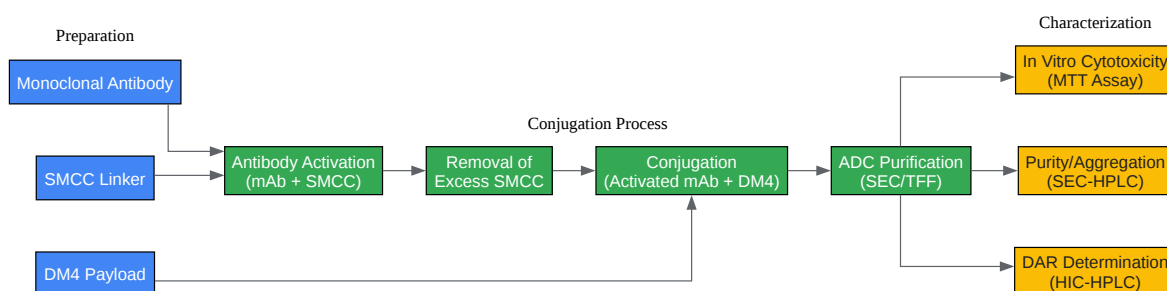 Preparation
Monoclonal Antibody
SMCC Linker
DM4 Payload
Conjugation Process
Antibody Activation
(mAb + SMCC)
Removal of
Excess SMCC
Conjugation
(Activated mAb + DM4)
ADC Purification
(SEC/TFF)
Characterization
In Vitro Cytotoxicity
(MTT Assay)
Purity/Aggregation
(SEC-HPLC)
DAR Determination
(HIC-HPLC)